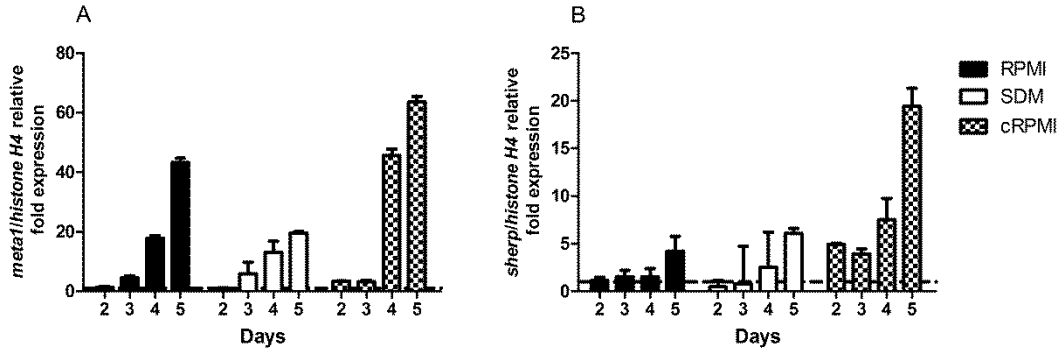 A
meta1/histone H4 relative
fold expression
80
60
40
20
0
2 3 4 5 2 3 4 5 2 3 4 5
Days
B
sherp/histone H4 relative
fold expression
25
20
15
10
5
0
2 3 4 5 2 3 4 5 2 3 4 5
Days
RPMI
SDM
cRPMI